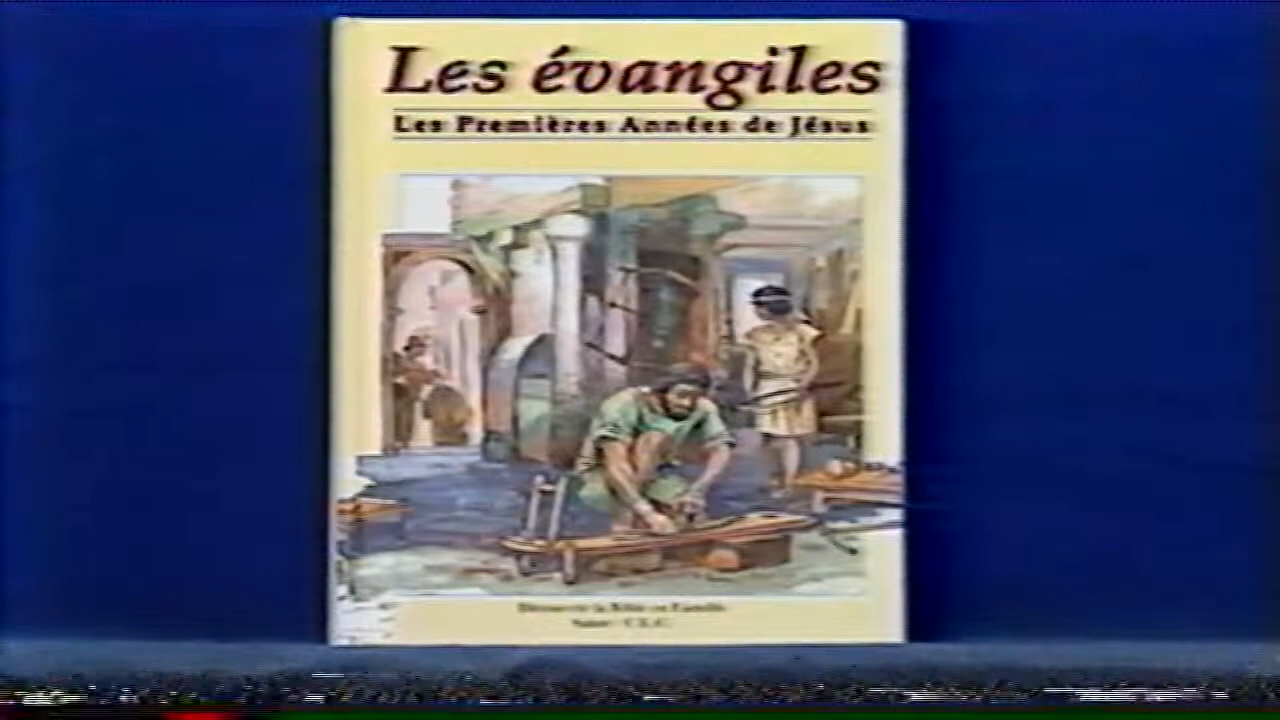 Les évangiles
Les Premières Années de Jésus
Découvrir la Bible en Famille